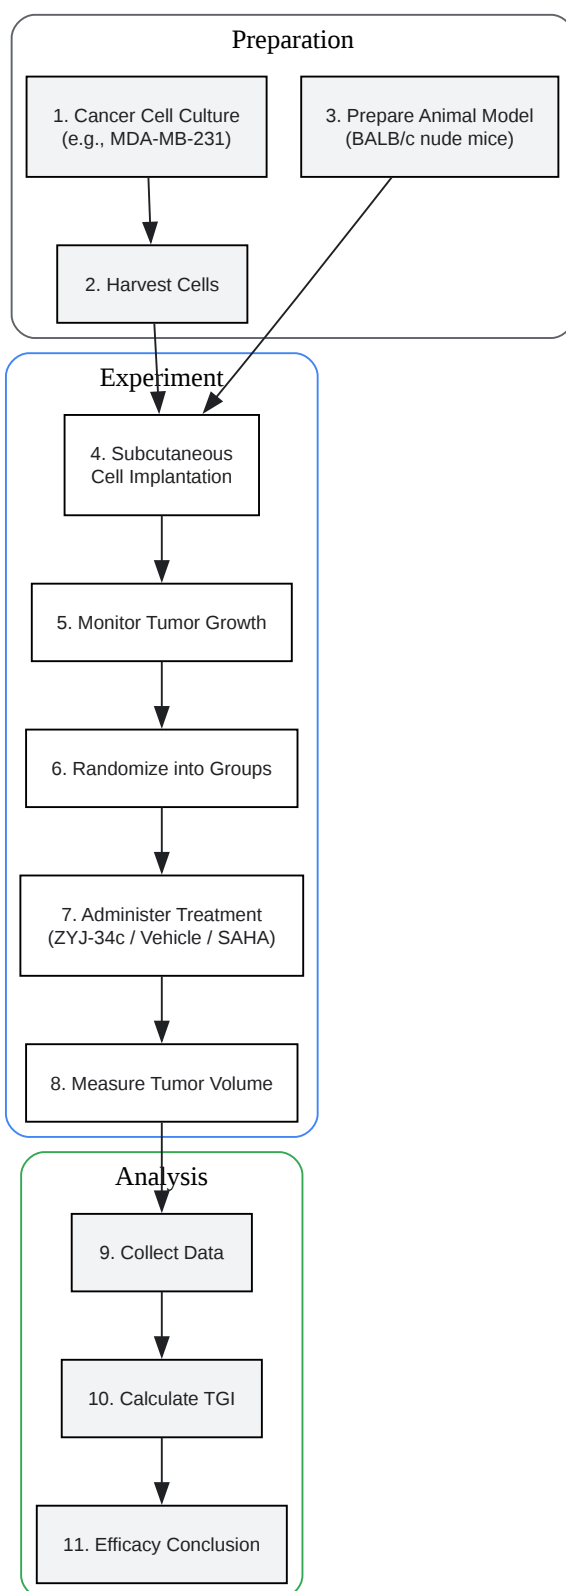 Preparation
1. Cancer Cell Culture
(e.g., MDA-MB-231)
3. Prepare Animal Model
(BALB/c nude mice)
2. Harvest Cells
Experiment
4. Subcutaneous
Cell Implantation
5. Monitor Tumor Growth
6. Randomize into Groups
7. Administer Treatment
(ZYJ-34c / Vehicle / SAHA)
8. Measure Tumor Volume
Analysis
9. Collect Data
10. Calculate TGI
11. Efficacy Conclusion